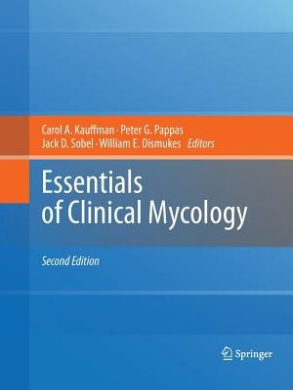 Carol A. Kauffman · Peter G. Pappas
Jack D. Sobel · William E. Dismukes Editors
Essentials
of Clinical Mycology
Second Edition
Springer